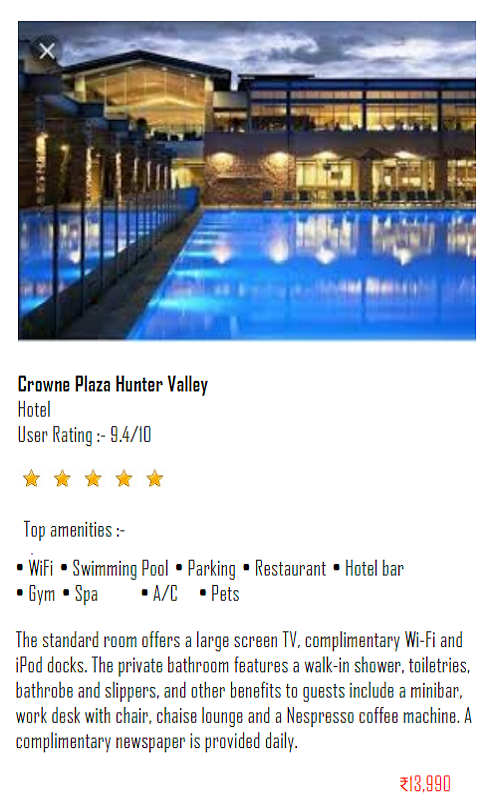 Crowne Plaza Hunter Valley
Hotel
User Rating :- 9.4/10
Top amenities :-
• WiFi • Swimming Pool • Parking • Restaurant • Hotel bar
• Gym • Spa • A/C • Pets
The standard room offers a large screen TV, complimentary Wi-Fi and
iPod docks. The private bathroom features a walk-in shower, toiletries,
bathrobe and slippers, and other benefits to guests include a minibar,
work desk with chair, chaise lounge and a Nespresso coffee machine. A
complimentary newspaper is provided daily.
₹13,990